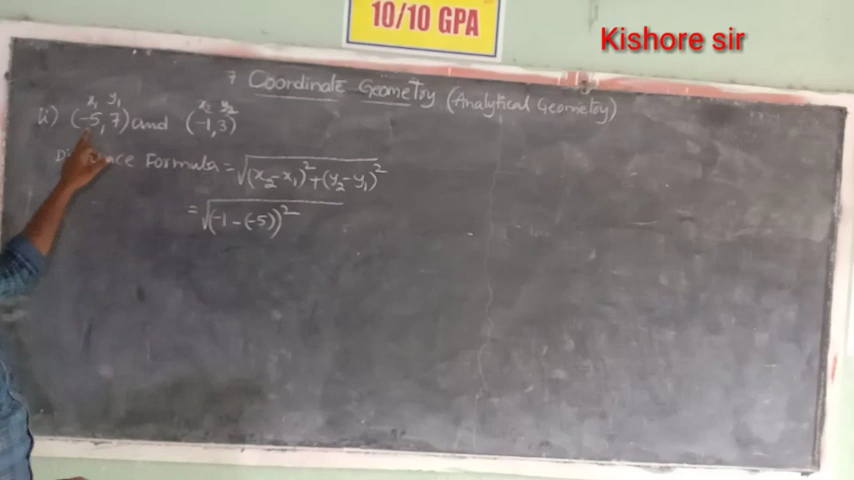 10/10 GPA
Kishore sir
7 Coordinate Geometry (Analytical Geometry)
x₁ y₁ x₂ y₂
ii) (-5, 7) and (-1, 3)
Formula = √(x₂-x₁)²+(y₂-y₁)²
= √(-1-(-5))²